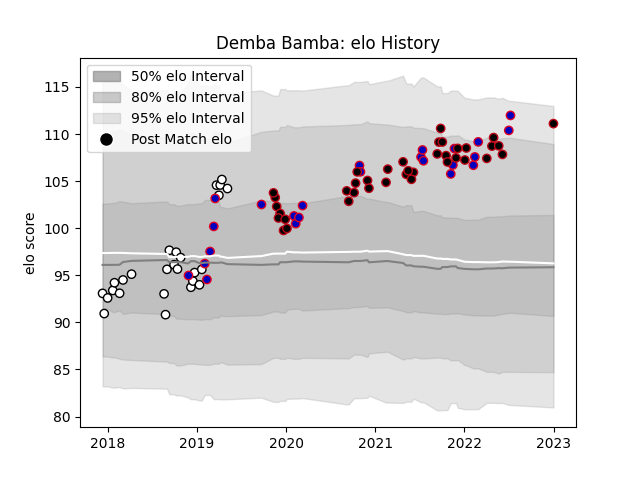 Demba Bamba: elo History
50% elo Interval
80% elo Interval
95% elo Interval
Post Match elo
elo score
115
110
105
100
95
90
85
80
2018 2019 2020 2021 2022 2023